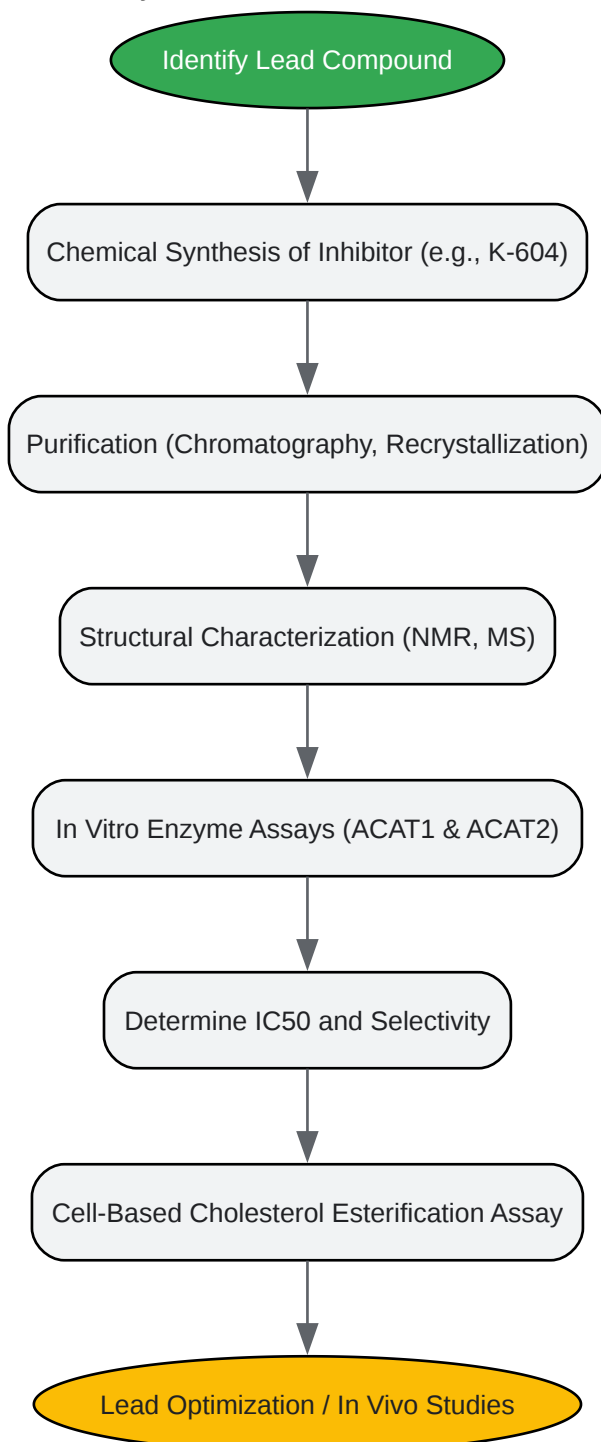 Identify Lead Compound
Chemical Synthesis of Inhibitor (e.g., K-604)
Purification (Chromatography, Recrystallization)
Structural Characterization (NMR, MS)
In Vitro Enzyme Assays (ACAT1 & ACAT2)
Determine IC50 and Selectivity
Cell-Based Cholesterol Esterification Assay
Lead Optimization / In Vivo Studies